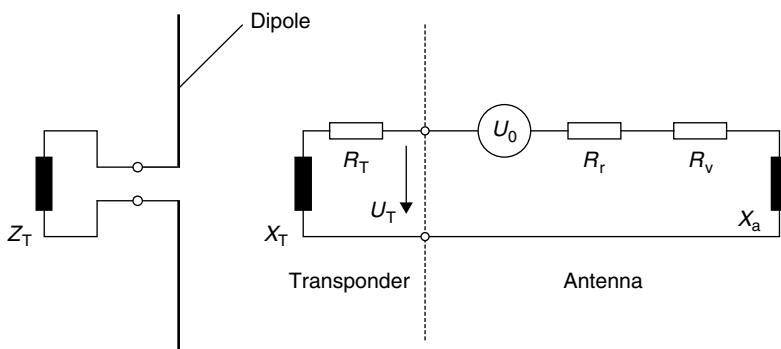 Dipole
Z_T
R_T
U_T
X_T
U_0
R_r
R_v
X_a
Transponder
Antenna